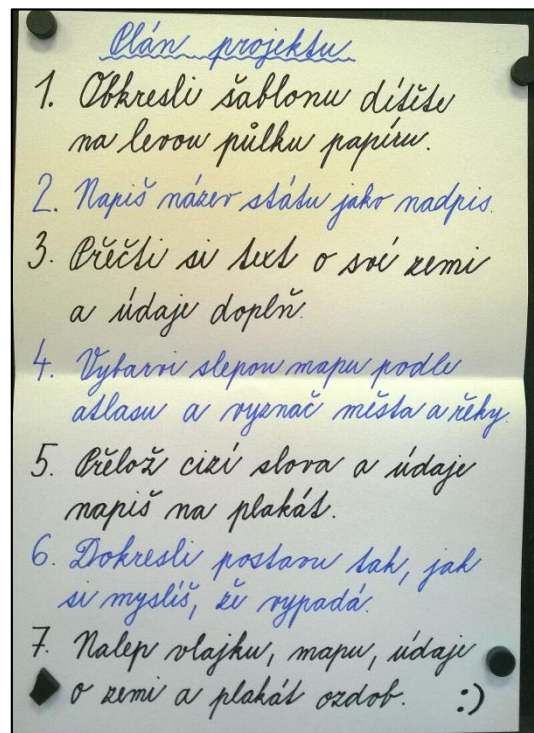 Plán projektu
1. Obkresli šablonu dítěte
na levou půlku papíru.
2. Napiš název státu jako nadpis.
3. Přečti si text o své zemi
a údaje doplň.
4. Vybarvi slepou mapu podle
atlasu a vyznač města a řeky.
5. Přelož cizí slova a údaje
napiš na plakát.
6. Dokresli postavu tak, jak
si myslíš, že vypadá.
7. Nalep vlajku, mapu, údaje
o zemi a plakát ozdob. :)